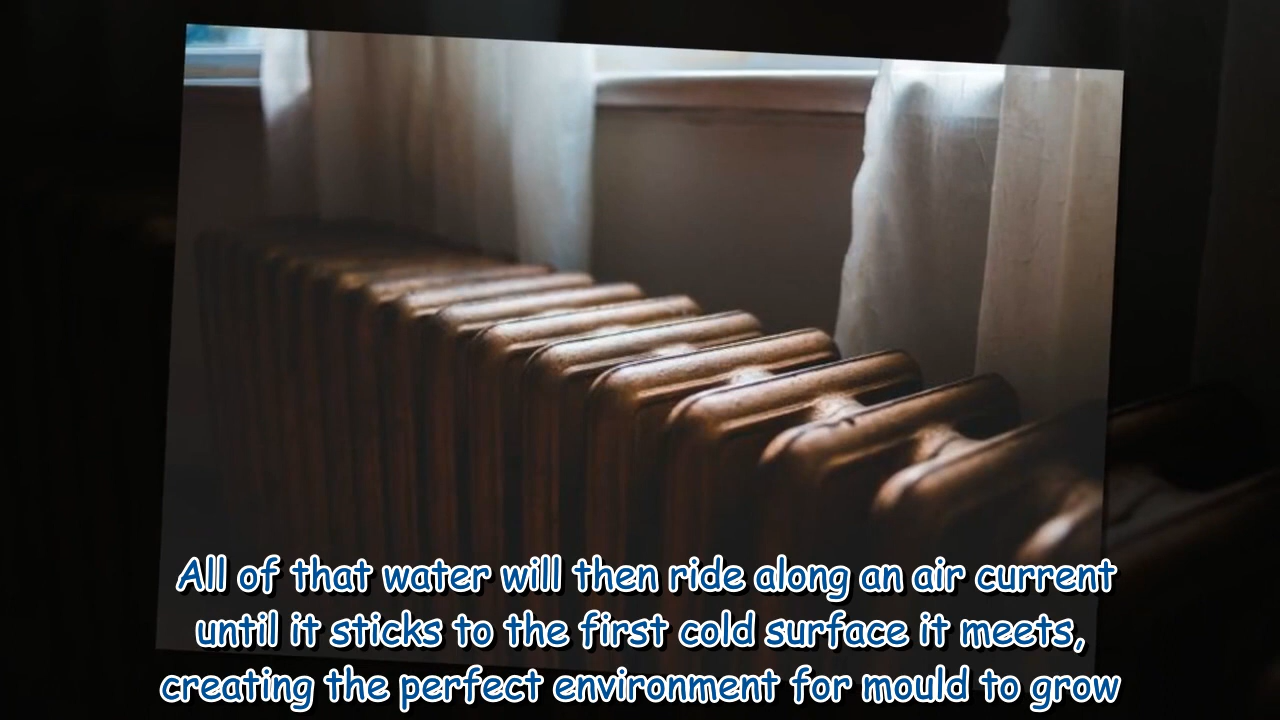 All of that water will then ride along an air current
until it sticks to the first cold surface it meets,
creating the perfect environment for mould to grow